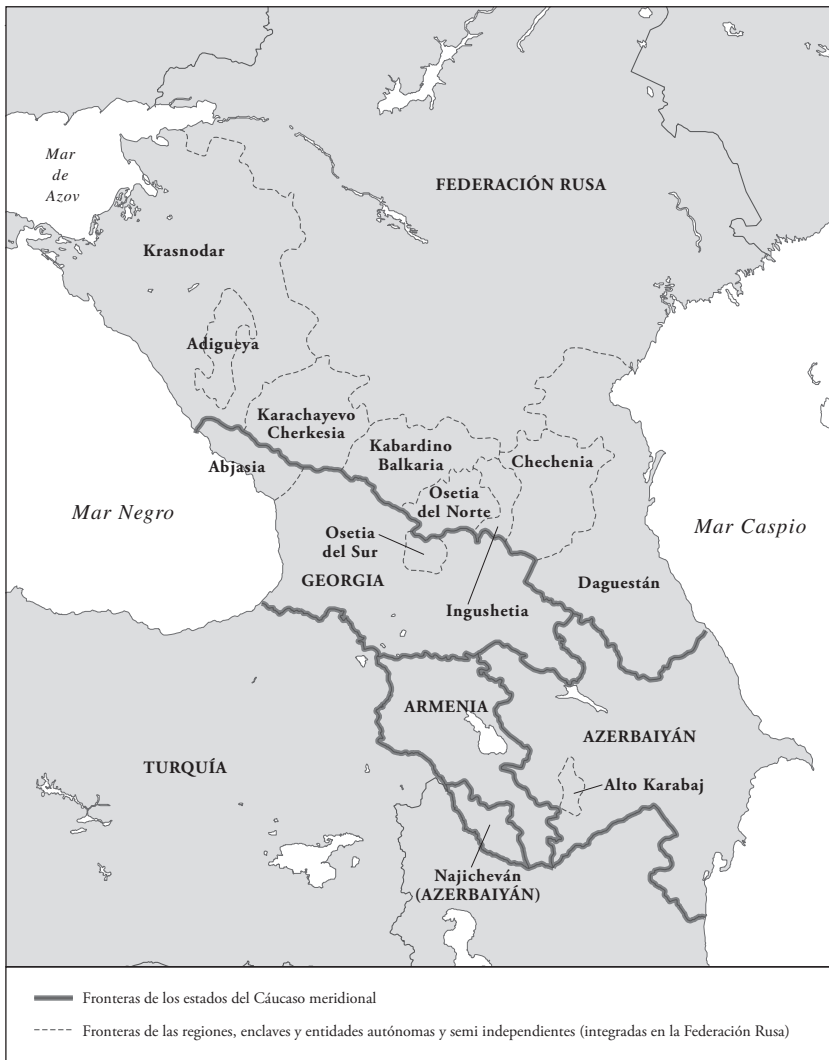 Mar
de
Azov
FEDERACIÓN RUSA
Krasnodar
Adigueya
Karachayevo
Cherkesia
Kabardino
Balkaria
Chechenia
Abjasia
Osetia
del Norte
Mar Negro
Mar Caspio
Osetia
del Sur
GEORGIA
Daguestán
Ingushetia
ARMENIA
AZERBAIYÁN
TURQUÍA
Alto Karabaj
Najicheván
(AZERBAIYÁN)
Fronteras de los estados del Cáucaso meridional
Fronteras de las regiones, enclaves y entidades autónomas y semi independientes (integradas en la Federación Rusa)